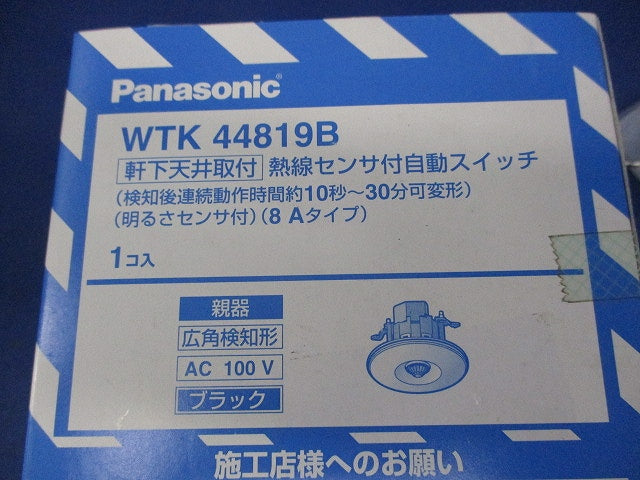 Panasonic
WTK 44819B
軒下天井取付 熱線センサ付自動スイッチ
(検知後連続動作時間約10秒〜30分可変形)
(明るさセンサ付)(8 Aタイプ)
1コ入
親器
広角検知形
AC 100 V
ブラック
施工店様へのお願い